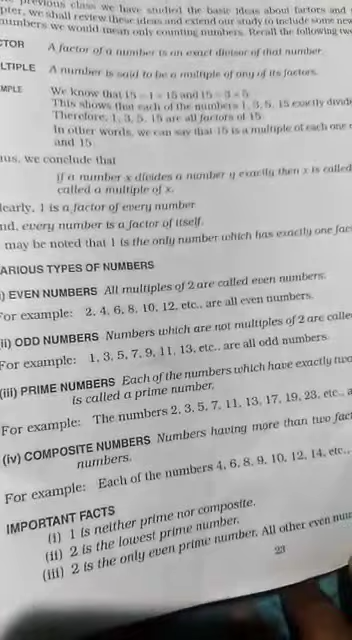 previous class we have studied the basic ideas about factors and
pter, we shall review these ideas and extend our study to include some new
numbers we would mean only counting numbers. Recall the following tw
CTOR A factor of a number is an exact divisor of that number.
LTIPLE A number is said to be a multiple of any of its factors.
MPLE We know that 15 = 1 × 15 and 15 = 3 × 5
This shows that each of the numbers 1, 3, 5, 15 exactly divide
Therefore, 1, 3, 5, 15 are all factors of 15.
In other words, we can say that 15 is a multiple of each one o
and 15.
us, we conclude that
if a number x divides a number y exactly then x is called
called a multiple of x.
learly, 1 is a factor of every number
nd, every number is a factor of itself.
may be noted that 1 is the only number which has exactly one fac
ARIOUS TYPES OF NUMBERS
i) EVEN NUMBERS All multiples of 2 are called even numbers.
For example: 2, 4, 6, 8, 10, 12, etc., are all even numbers.
(ii) ODD NUMBERS Numbers which are not multiples of 2 are calle
For example: 1, 3, 5, 7, 9, 11, 13, etc., are all odd numbers.
(iii) PRIME NUMBERS Each of the numbers which have exactly two
is called a prime number.
For example: The numbers 2, 3, 5, 7, 11, 13, 17, 19, 23, etc., a
(iv) COMPOSITE NUMBERS Numbers having more than two fact
numbers.
For example: Each of the numbers 4, 6, 8, 9, 10, 12, 14, etc.,
IMPORTANT FACTS
(i) 1 is neither prime nor composite.
(ii) 2 is the lowest prime number.
(iii) 2 is the only even prime number. All other even num
23